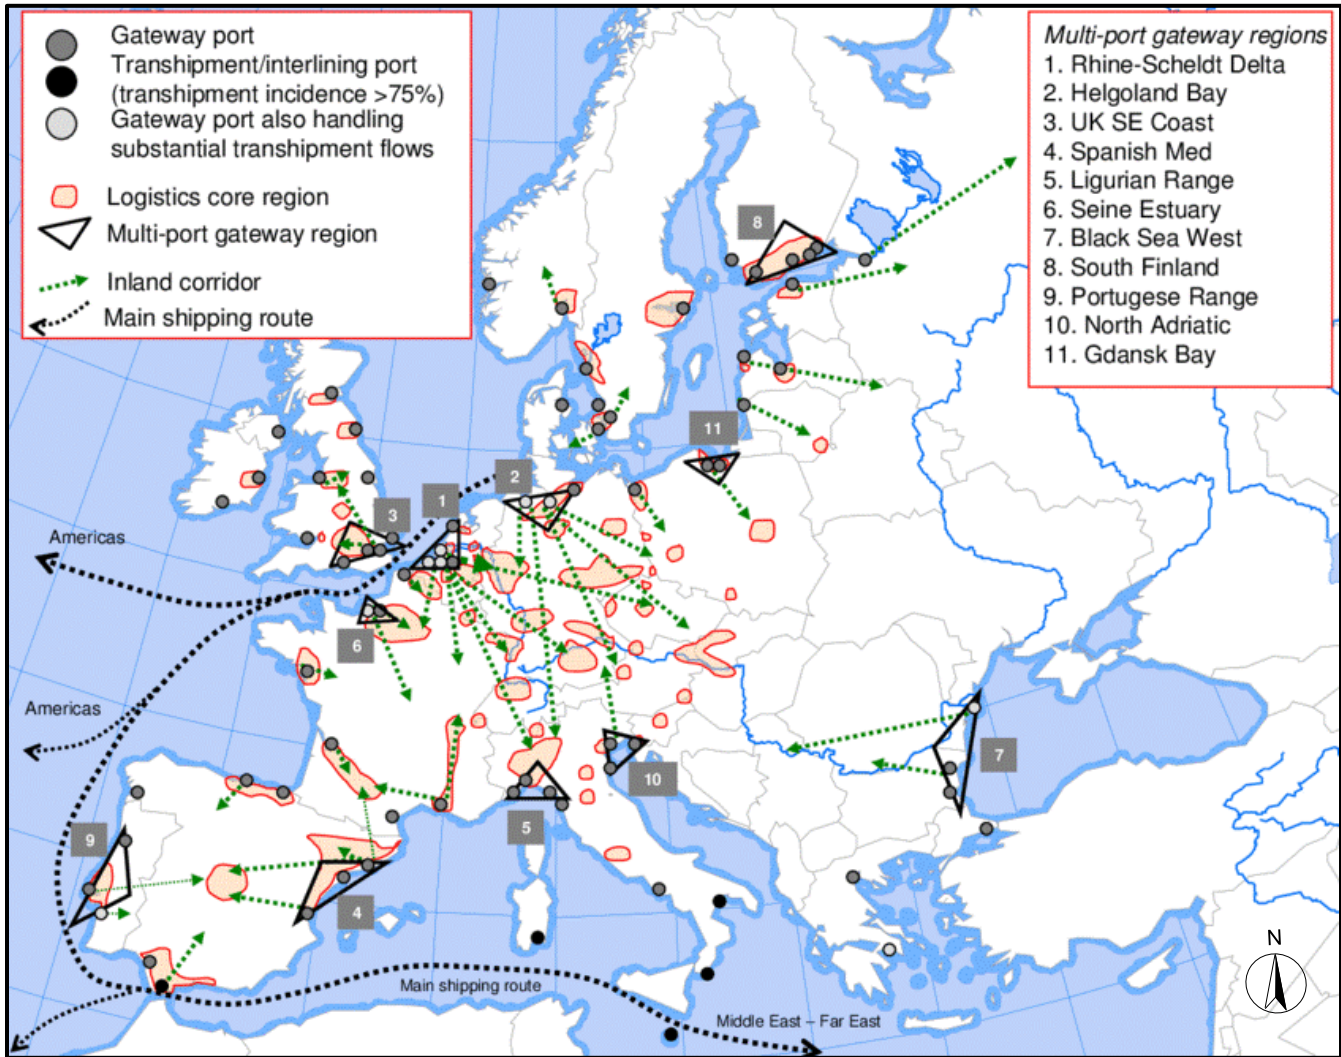 Gateway port
Transhipment/interlining port
(transhipment incidence >75%)
Gateway port also handling
substantial transhipment flows
Logistics core region
Multi-port gateway region
Inland corridor
Main shipping route
Multi-port gateway regions
1. Rhine-Scheldt Delta
2. Helgoland Bay
3. UK SE Coast
4. Spanish Med
5. Ligurian Range
6. Seine Estuary
7. Black Sea West
8. South Finland
9. Portugese Range
10. North Adriatic
11. Gdansk Bay
8
11
2
1
3
Americas
6
Americas
7
10
5
9
4
N
Main shipping route
Middle East – Far East